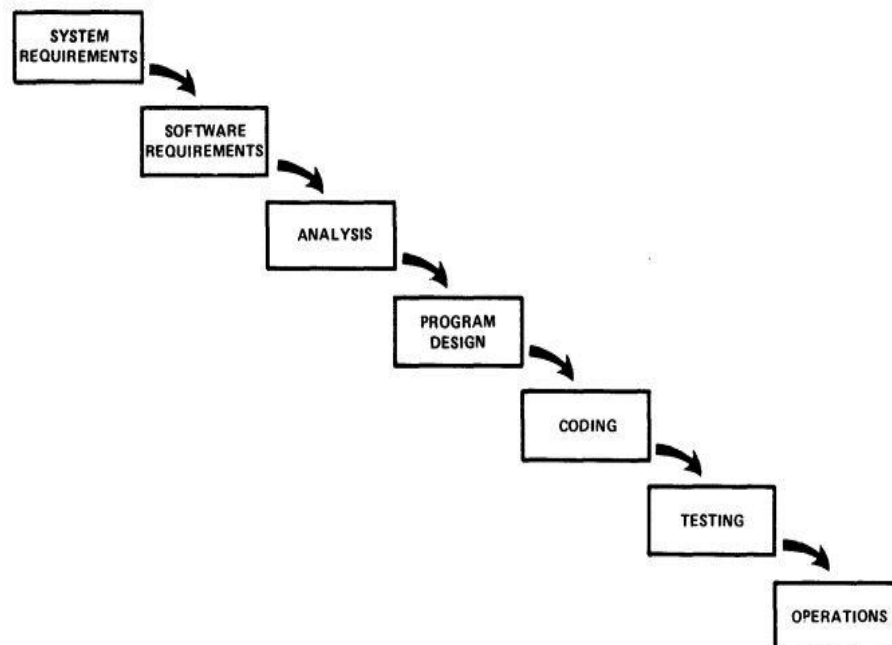 SYSTEM
REQUIREMENTS
SOFTWARE
REQUIREMENTS
ANALYSIS
PROGRAM
DESIGN
CODING
TESTING
OPERATIONS